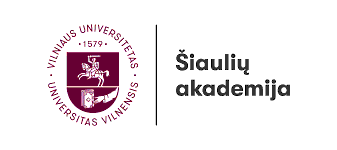 VILNIAUS UNIVERSITETAS
· 1579 ·
UNIVERSITAS VILNENSIS
Šiaulių
akademija